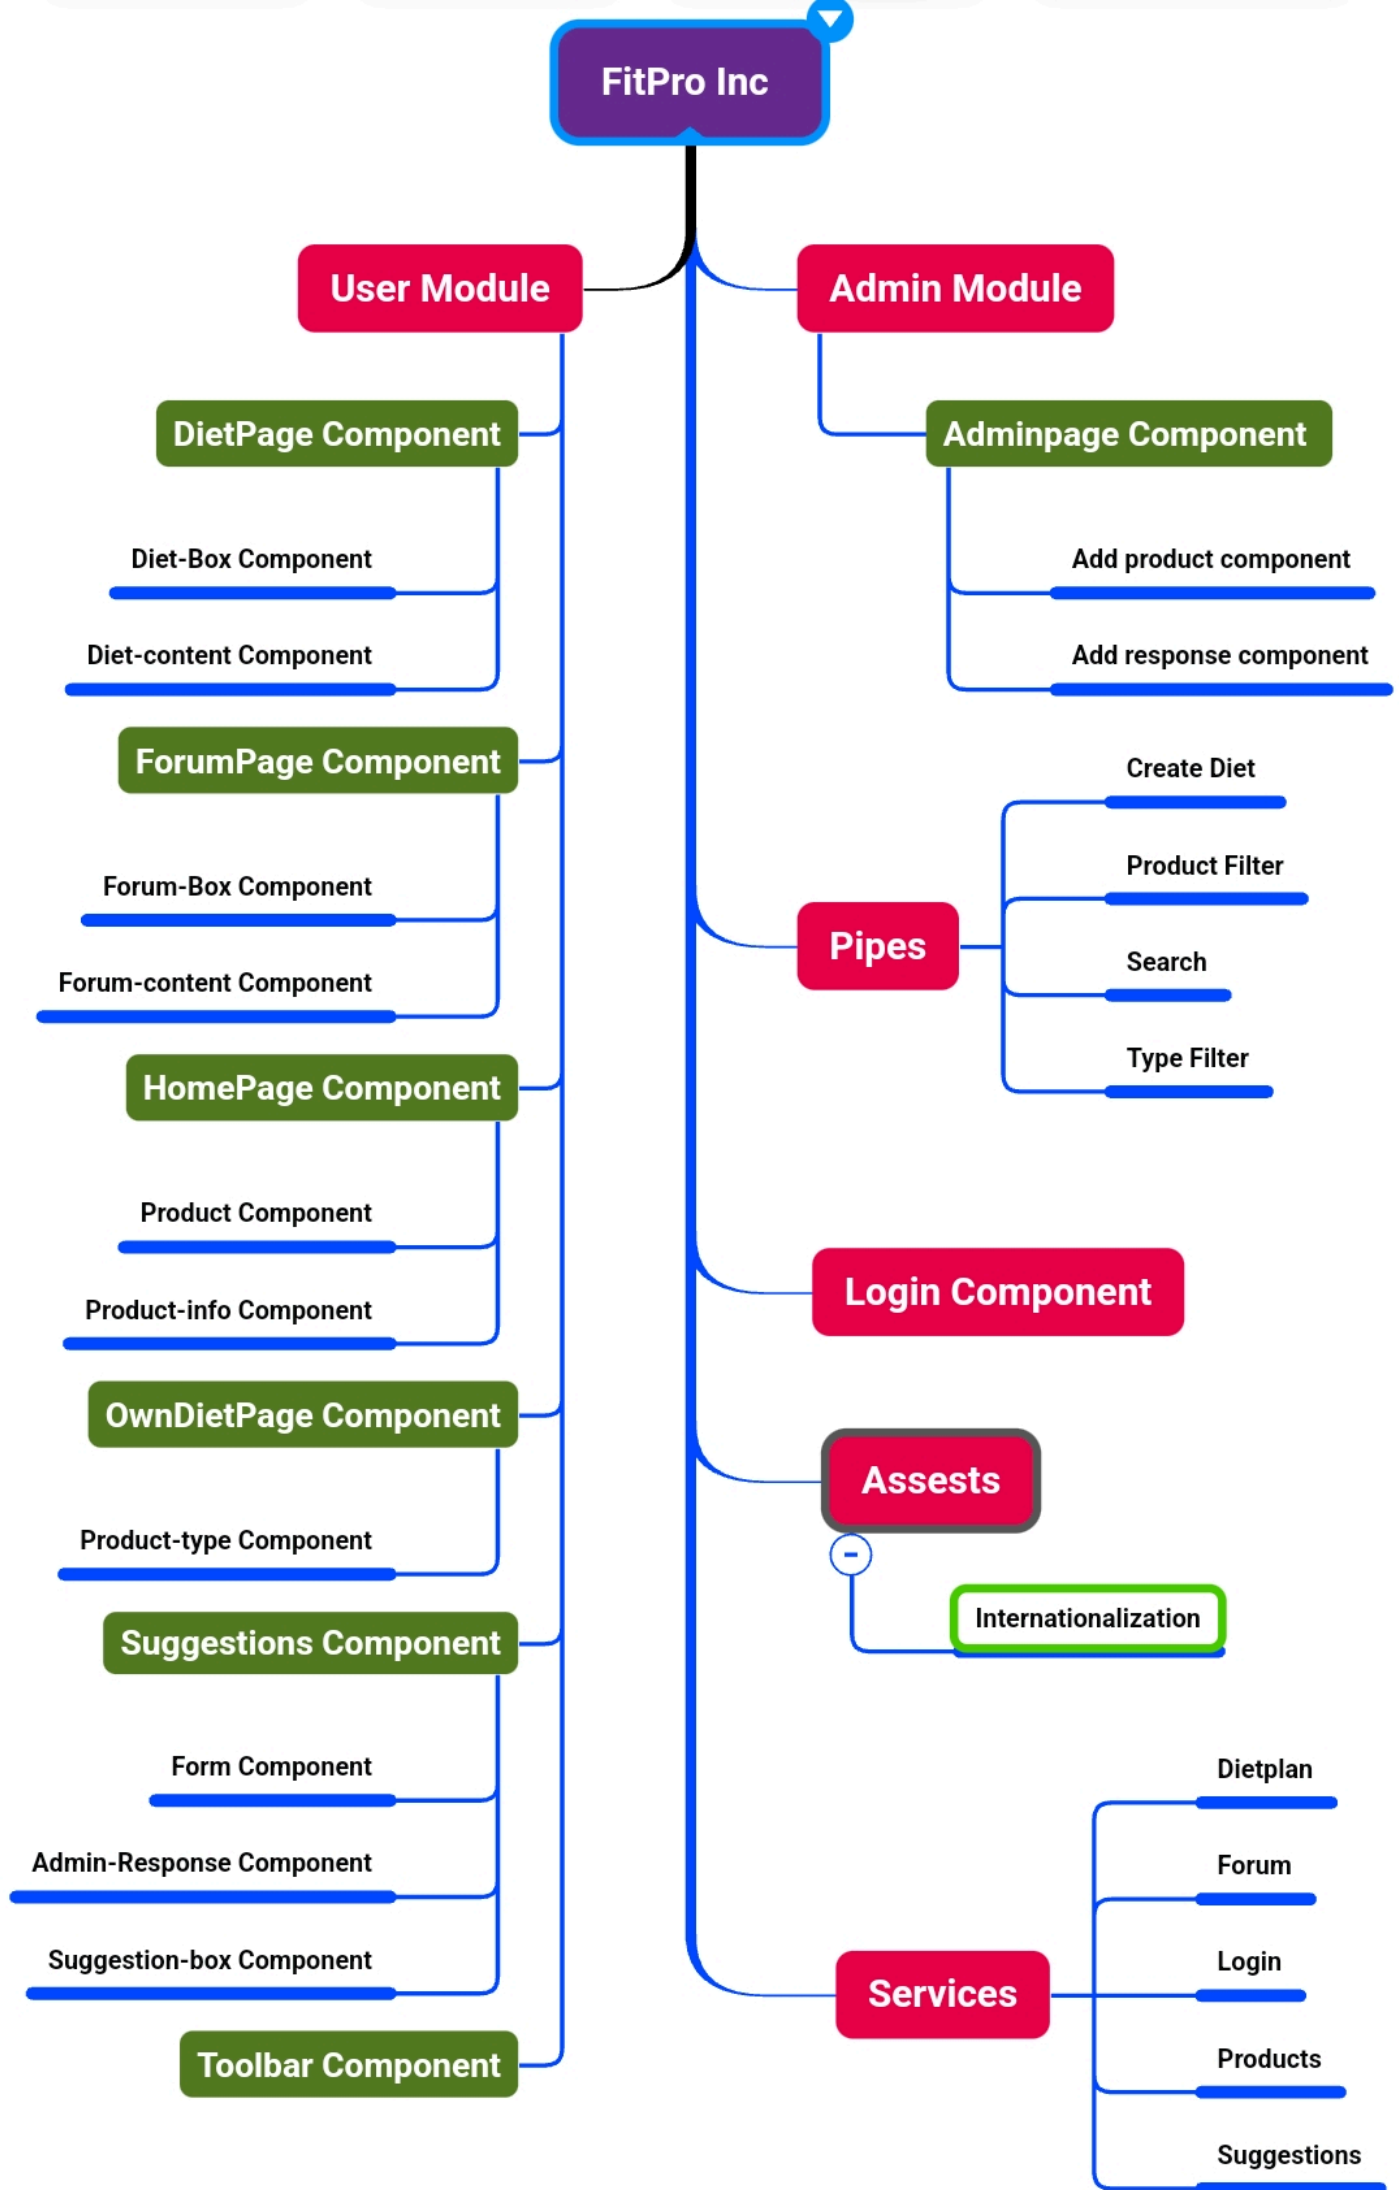 FitPro Inc
User Module
DietPage Component
Diet-Box Component
Diet-content Component
ForumPage Component
Forum-Box Component
Forum-content Component
HomePage Component
Product Component
Product-info Component
OwnDietPage Component
Product-type Component
Suggestions Component
Form Component
Admin-Response Component
Suggestion-box Component
Toolbar Component
Admin Module
Adminpage Component
Add product component
Add response component
Pipes
Create Diet
Product Filter
Search
Type Filter
Login Component
Assests
Internationalization
Services
Dietplan
Forum
Login
Products
Suggestions